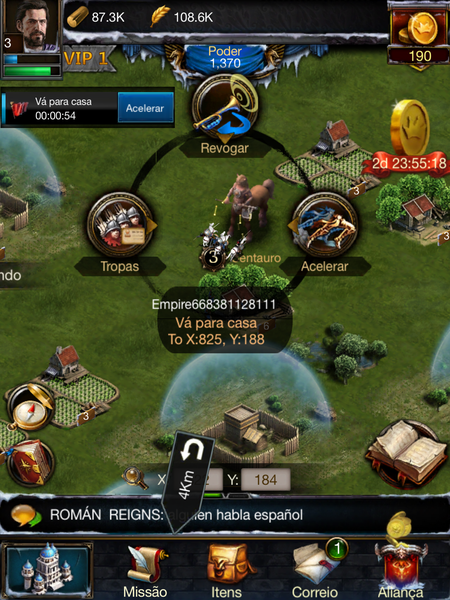 87.3K
108.6K
3
VIP 1
Poder
1,370
190
Vá para casa
00:00:54
Acelerar
Revogar
2d 23:55:18
3
3
Tropas
3
entauro
Acelerar
ndo
Empire668381128111
Vá para casa
To X:825, Y:188
3
4Km
X
2
Y:
184
ROMÁN REIGNS: alguien habla español
1
Missão
Itens
Correio
Aliança